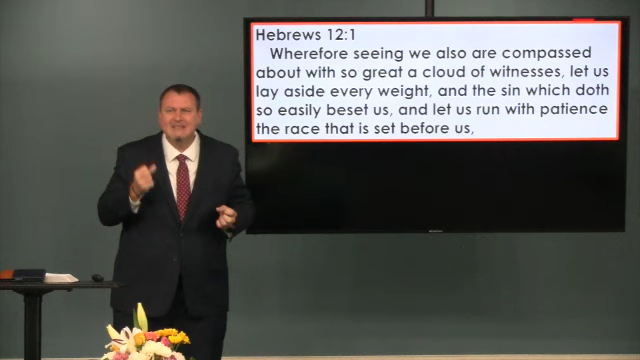 Hebrews 12:1
Wherefore seeing we also are compassed
about with so great a cloud of witnesses, let us
lay aside every weight, and the sin which doth
so easily beset us, and let us run with patience
the race that is set before us,